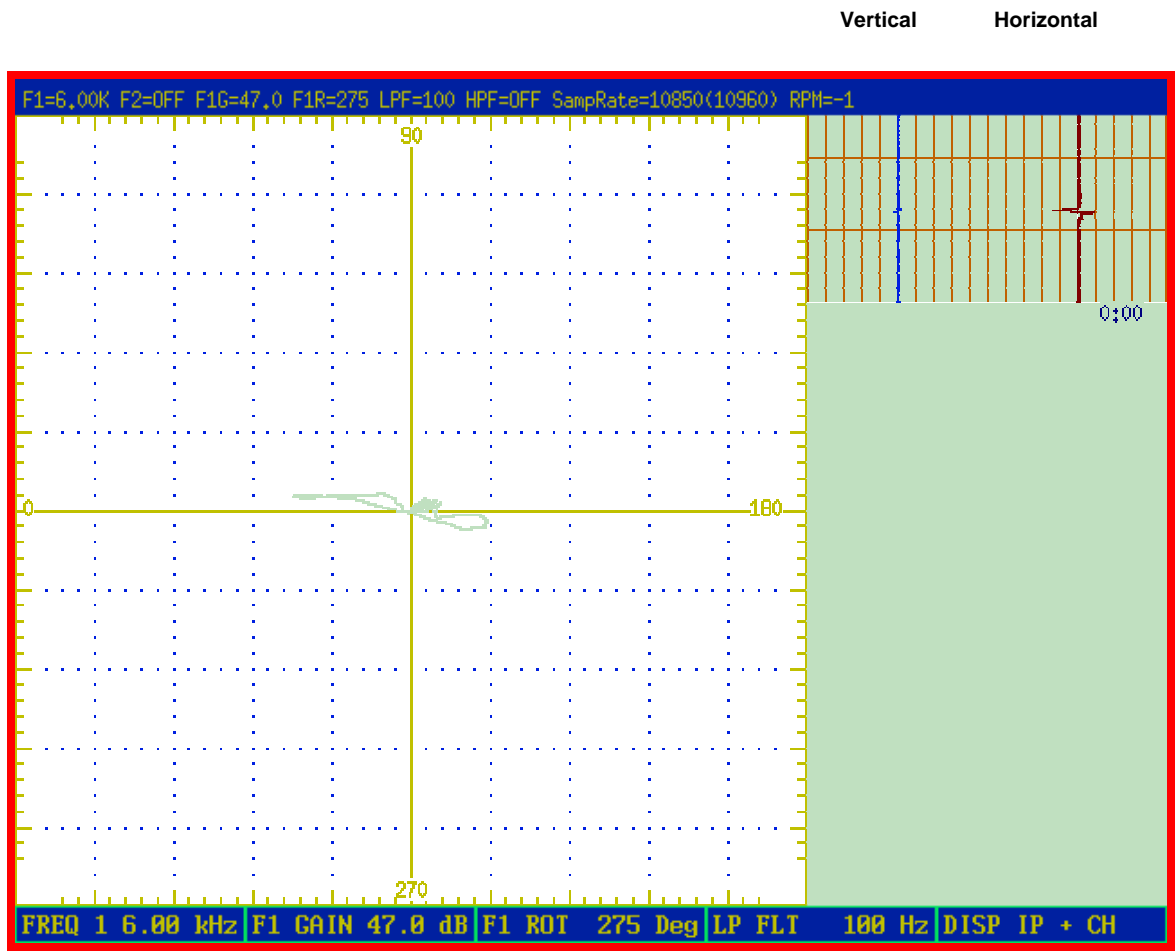 Vertical Horizontal
F1=6.00K F2=OFF F1G=47.0 F1R=275 LPF=100 HPF=OFF SampRate=10850(10960) RPM=-1
90
0:00
0
180
270
FREQ 1 6.00 kHz F1 GAIN 47.0 dB F1 ROT 275 Deg LP FLT 100 Hz DISP IP + CH